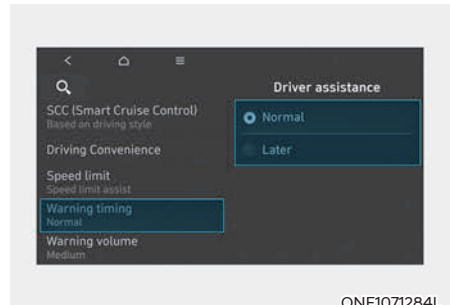 Driver assistance
SCC (Smart Cruise Control)
Based on driving style
Driving Convenience
Speed limit
Speed limit assist
Warning timing
Normal
Warning volume
Medium
Normal
Later
ONE1071284L